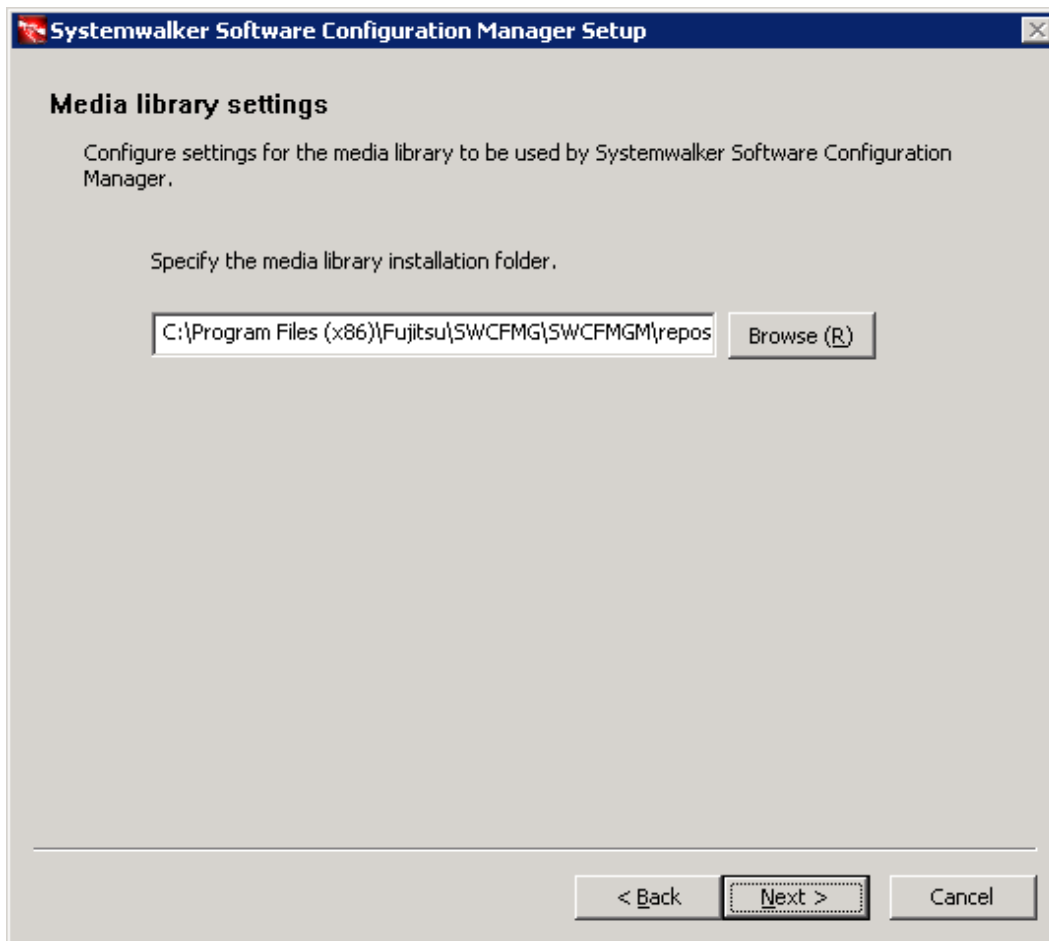 Systemwalker Software Configuration Manager Setup
Media library settings
Configure settings for the media library to be used by Systemwalker Software Configuration
Manager.
Specify the media library installation folder.
C:\Program Files (x86)\Fujitsu\SWCFMG\SWCFMGM\repos
Browse (R)
< Back
Next >
Cancel